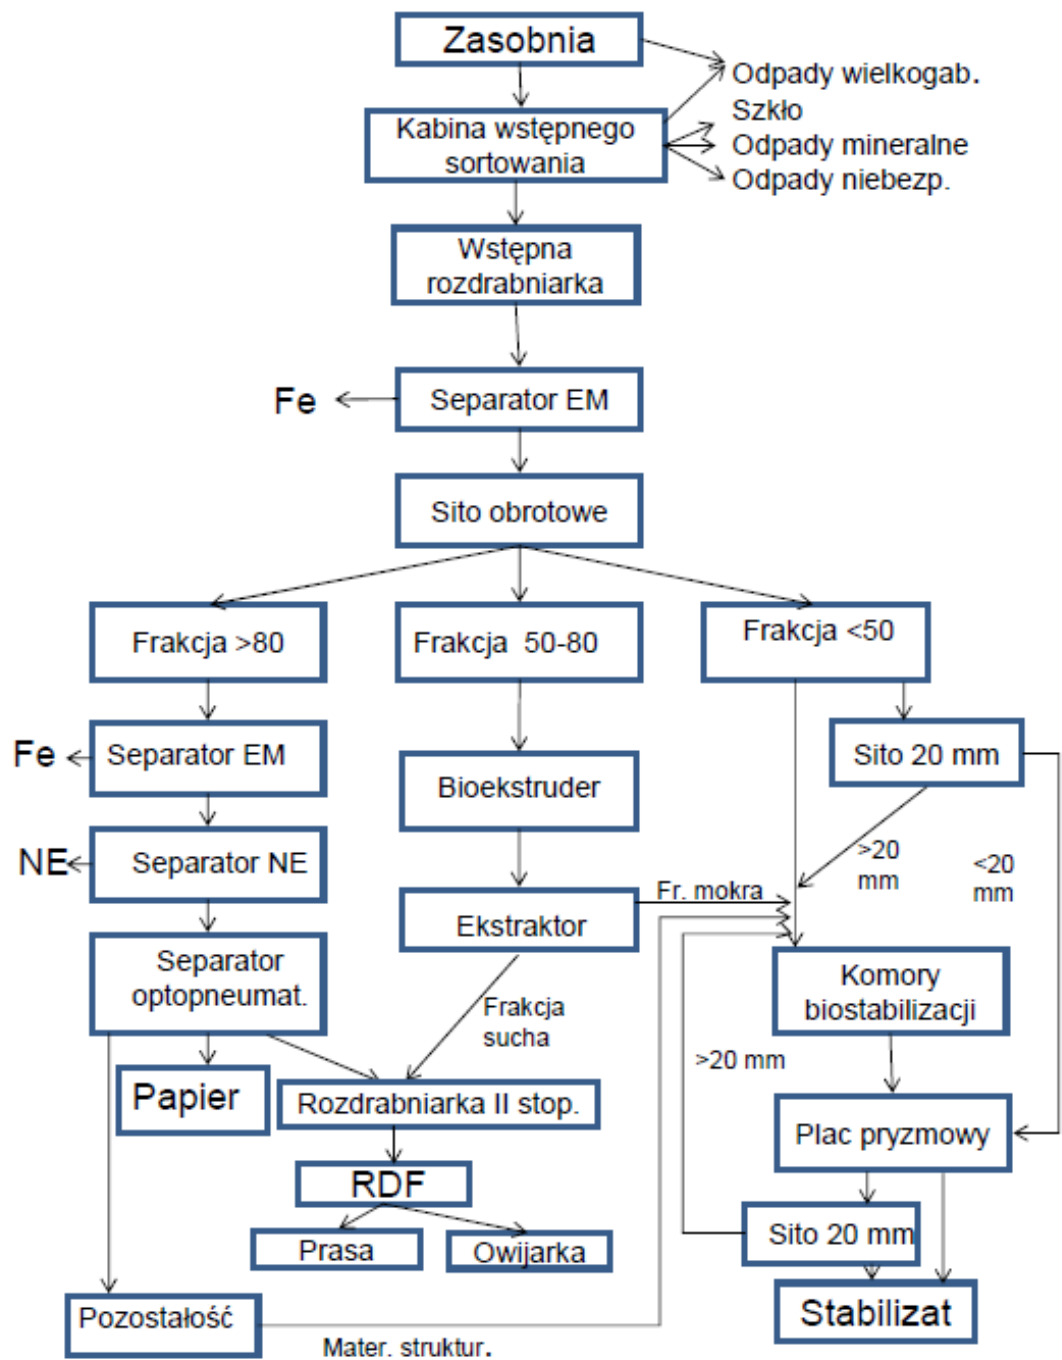 Zasobnia
Odpady wielkogab.
Szkło
Kabina wstępnego
sortowania
Odpady mineralne
Odpady niebezp.
Wstępna
rozdrabniarka
Fe
Separator EM
Sito obrotowe
Frakcja >80
Frakcja 50-80
Frakcja <50
Fe
Separator EM
Bioekstruder
Sito 20 mm
NE
Separator NE
>20
mm
<20
mm
Fr. mokra
Ekstraktor
Separator
optopneumat.
Komory
biostabilizacji
Frakcja
sucha
>20 mm
Papier
Rozdrabniarka II stop.
Plac pryzmowy
RDF
Prasa
Owijarka
Sito 20 mm
Pozostałość
Stabilizat
Mater. struktur.